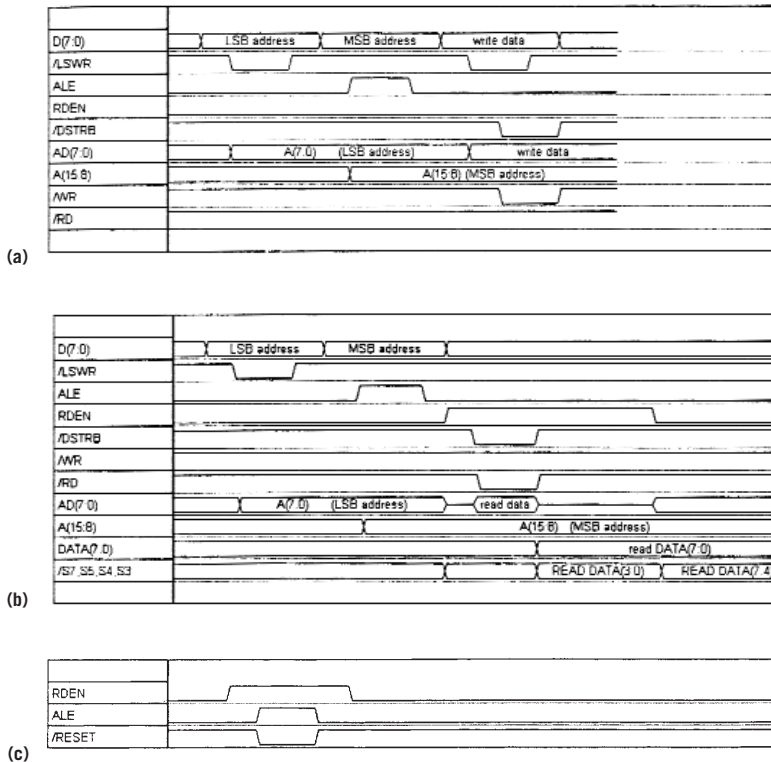 D(7:0) LSB address MSB address write data
/LSWR
ALE
RDEN
/DSTRB
AD(7:0) A(7:0) (LSB address) write data
A(15:8) A(15:8) (MSB address)
/WR
/RD
(a)
D(7:0) LSB address MSB address
/LSWR
ALE
RDEN
/DSTRB
/WR
/RD
AD(7:0) A(7:0) (LSB address) read data
A(15:8) A(15:8) (MSB address)
DATA(7:0) read DATA(7:0)
/S7,S5,S4,S3 READ DATA(3:0) READ DATA(7:4
(b)
RDEN
ALE
/RESET
(c)